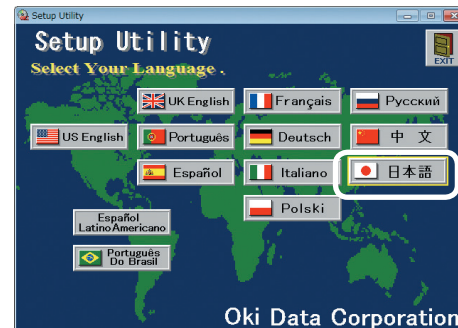 Setup Utility
Setup Utility
EXIT
Select Your Language .
UK English
Français
Русский
US English
Português
Deutsch
中 文
Español
Italiano
日本語
Polski
Español
Latino Americano
Português
Do Brasil
Oki Data Corporation